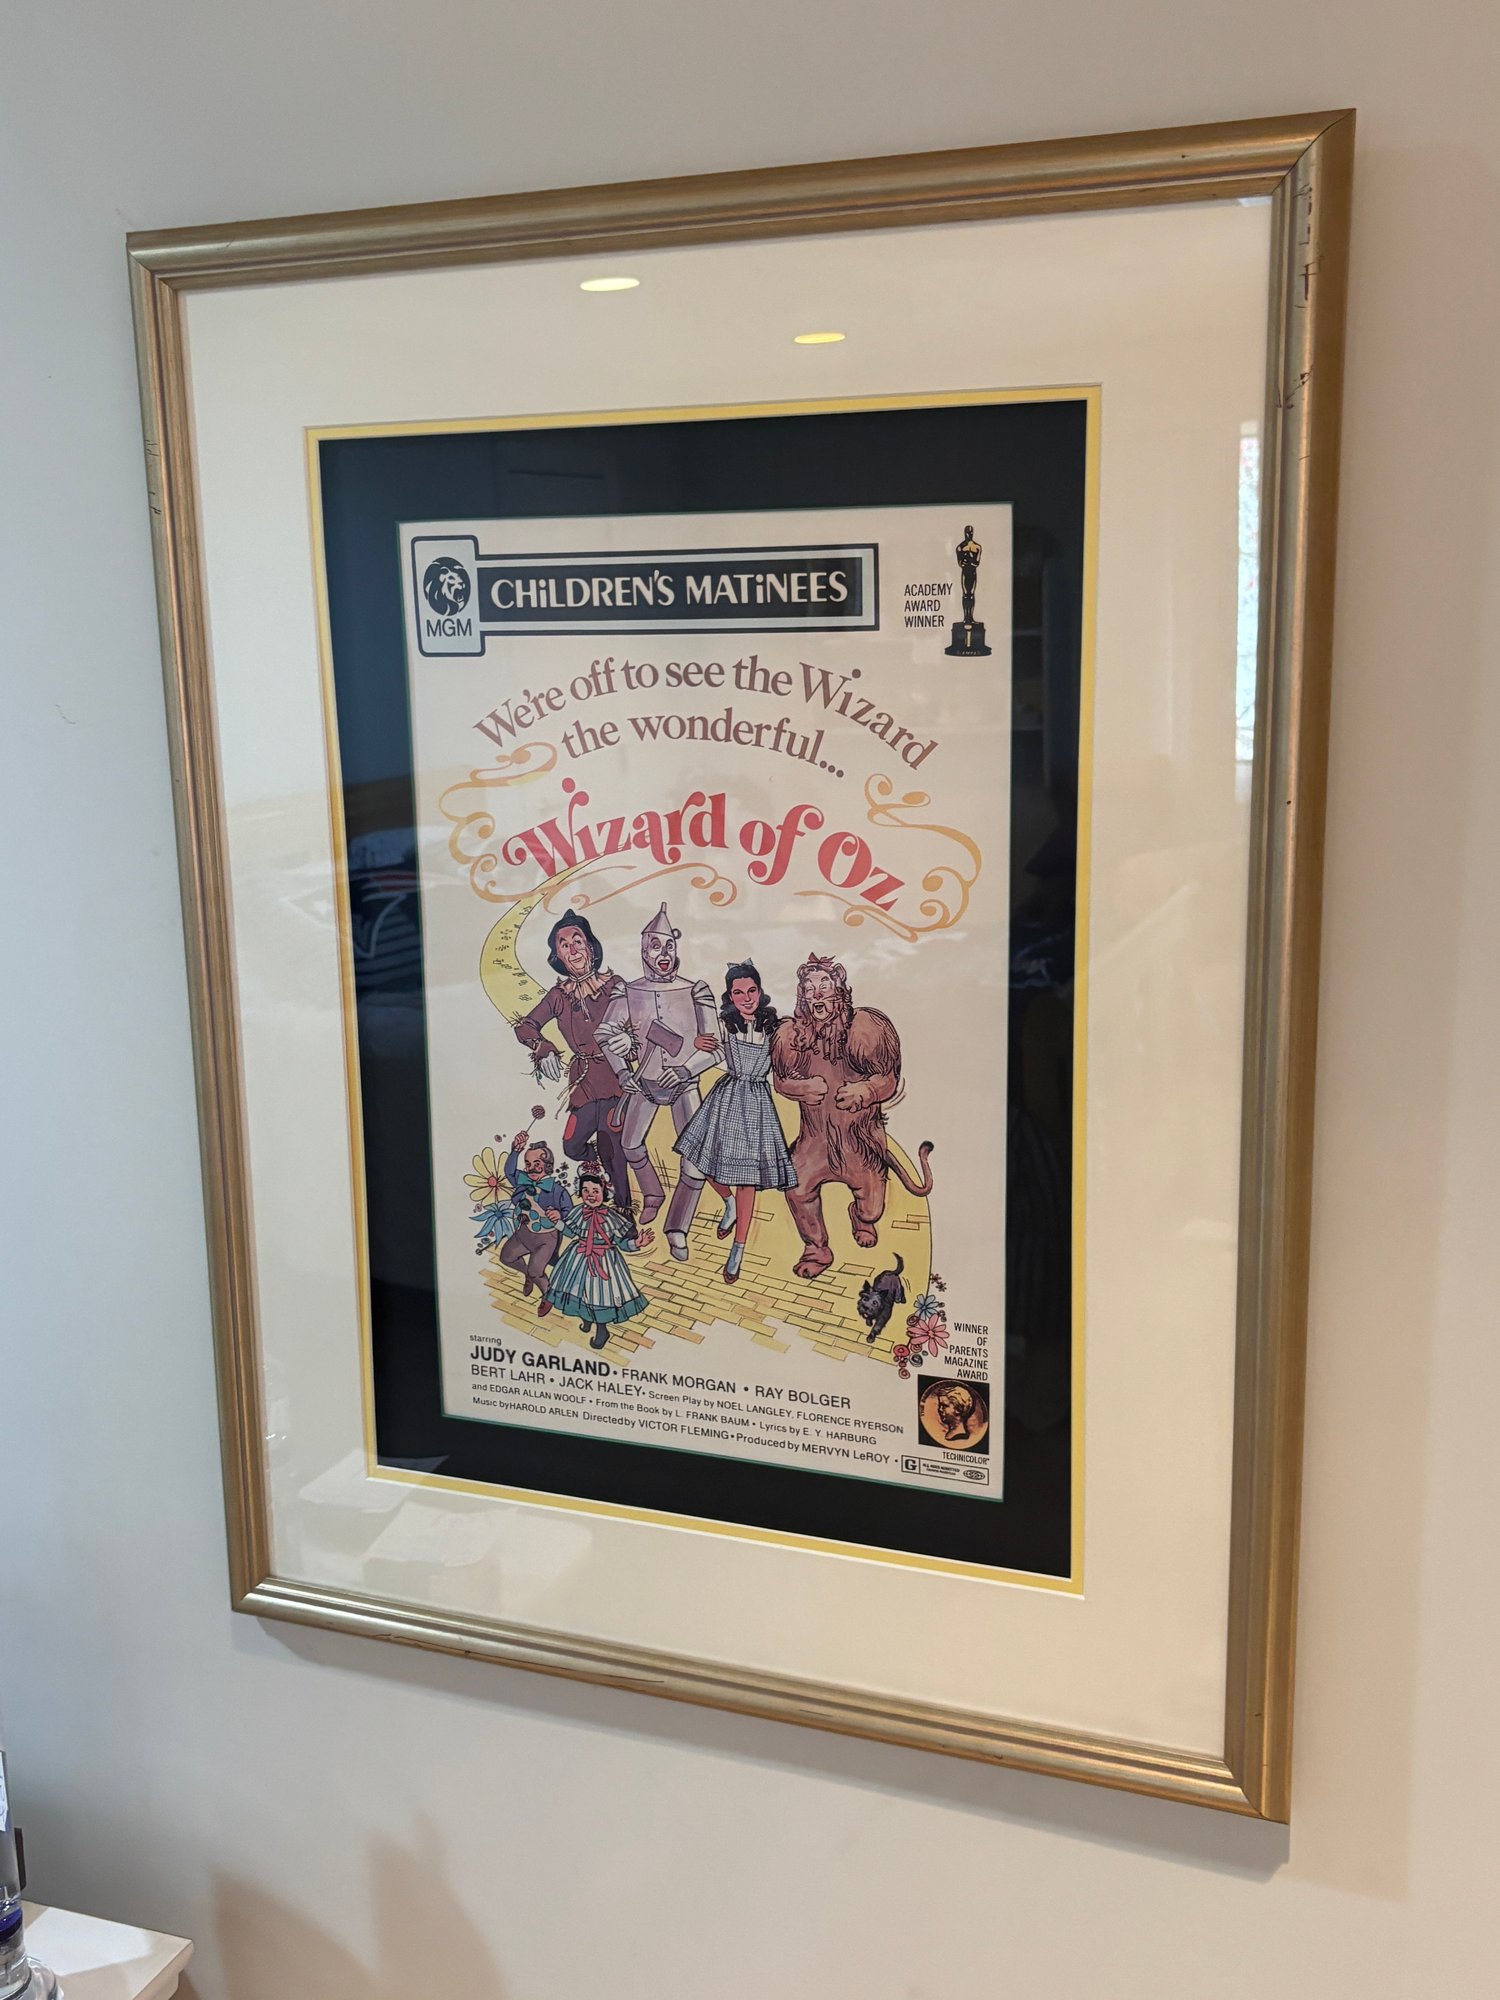 MGM
CHiLDREN'S MATiNEES
ACADEMY
AWARD
WINNER
We're off to see the Wizard
the wonderful...
Wizard of Oz
WINNER
OF
PARENTS
MAGAZINE
AWARD
starring
JUDY GARLAND • FRANK MORGAN • RAY BOLGER
BERT LAHR • JACK HALEY • Screen Play by NOEL LANGLEY, FLORENCE RYERSON
and EDGAR ALLAN WOOLF • From the Book by L. FRANK BAUM • Lyrics by E. Y. HARBURG
Music by HAROLD ARLEN Directed by VICTOR FLEMING • Produced by MERVYN LeROY •
TECHNICOLOR
G